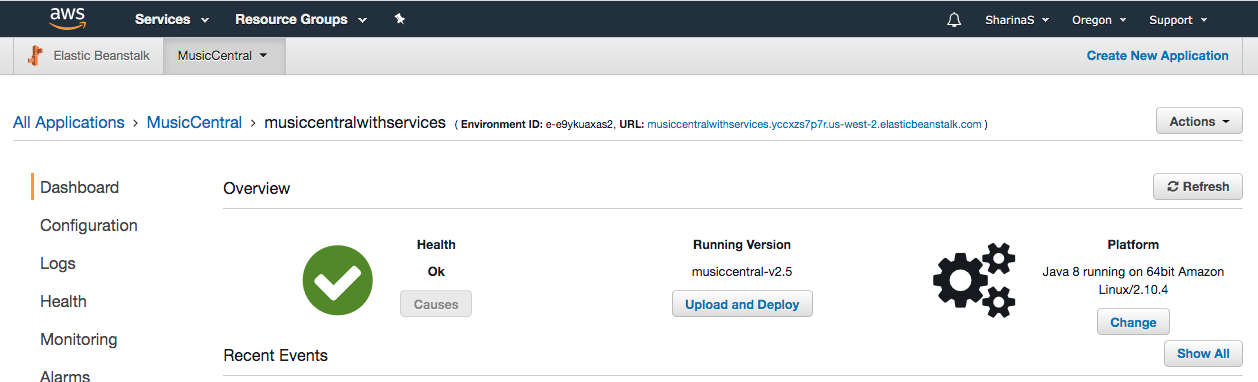 aws Services Resource Groups SharinaS Oregon Support
Elastic Beanstalk MusicCentral Create New Application
All Applications > MusicCentral > musiccentralwithservices ( Environment ID: e-e9ykuaxas2, URL: musiccentralwithservices.yccxzs7p7r.us-west-2.elasticbeanstalk.com ) Actions
Dashboard
Configuration
Logs
Health
Monitoring
Alarms
Overview Refresh
Health
Ok
Causes
Running Version
musiccentral-v2.5
Upload and Deploy
Platform
Java 8 running on 64bit Amazon
Linux/2.10.4
Change
Recent Events Show All